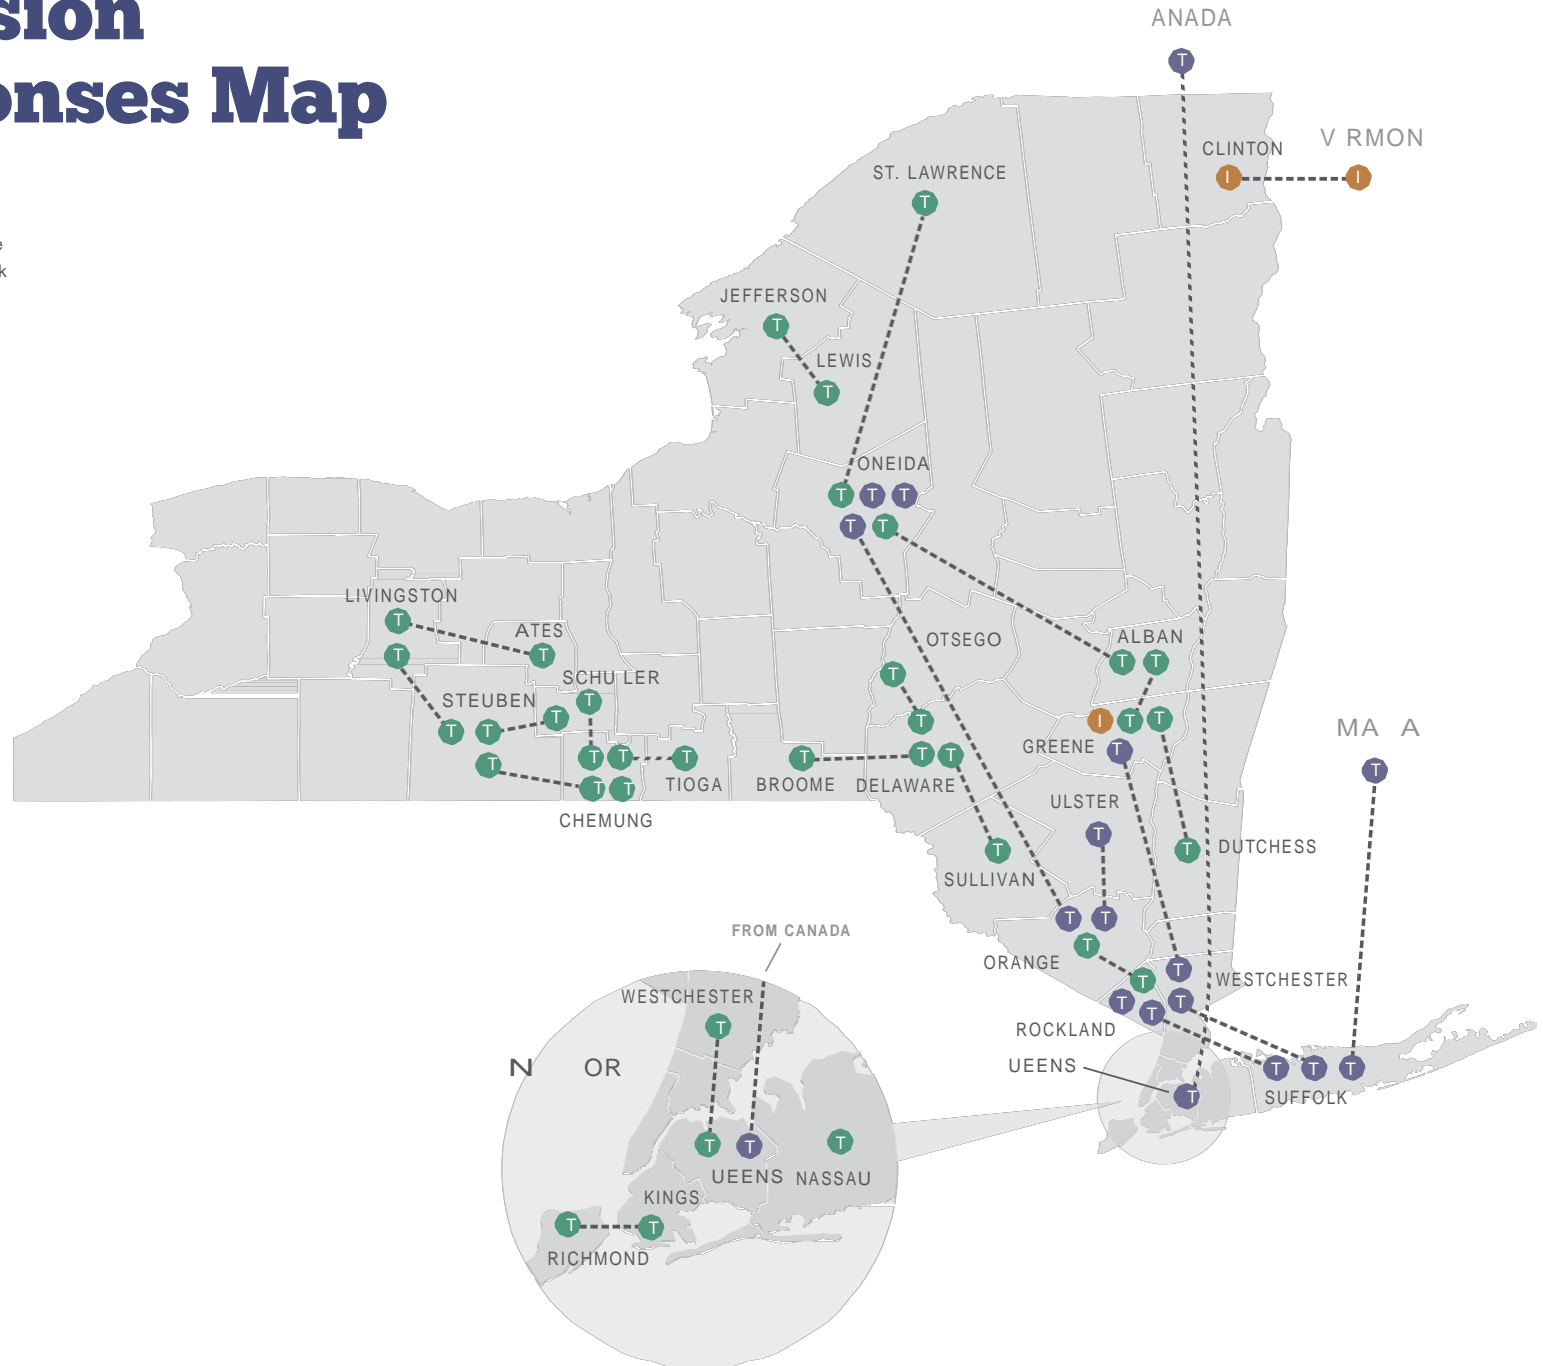 sion
onses Map
e
k
ANADA
V RMON
CLINTON
I
I
T
ST. LAWRENCE
T
JEFFERSON
T
LEWIS
T
ONEIDA
T T T
T T
LIVINGSTON
T
T
ATES
T
SCHU LER
T
STEUBEN
T T T
T
T T
T T
CHEMUNG
T
TIOGA
T
BROOME
OTSEGO
T
T
T T
DELAWARE
ALBAN
T T
I T T
GREENE
T
MA A
T
ULSTER
T
T
DUTCHESS
T
SULLIVAN
T T
T
ORANGE
T
T
WESTCHESTER
T T T
ROCKLAND
UEENS
T
T T T
SUFFOLK
FROM CANADA
WESTCHESTER
T
N OR
T T
UEENS
T
NASSAU
KINGS
T T
RICHMOND